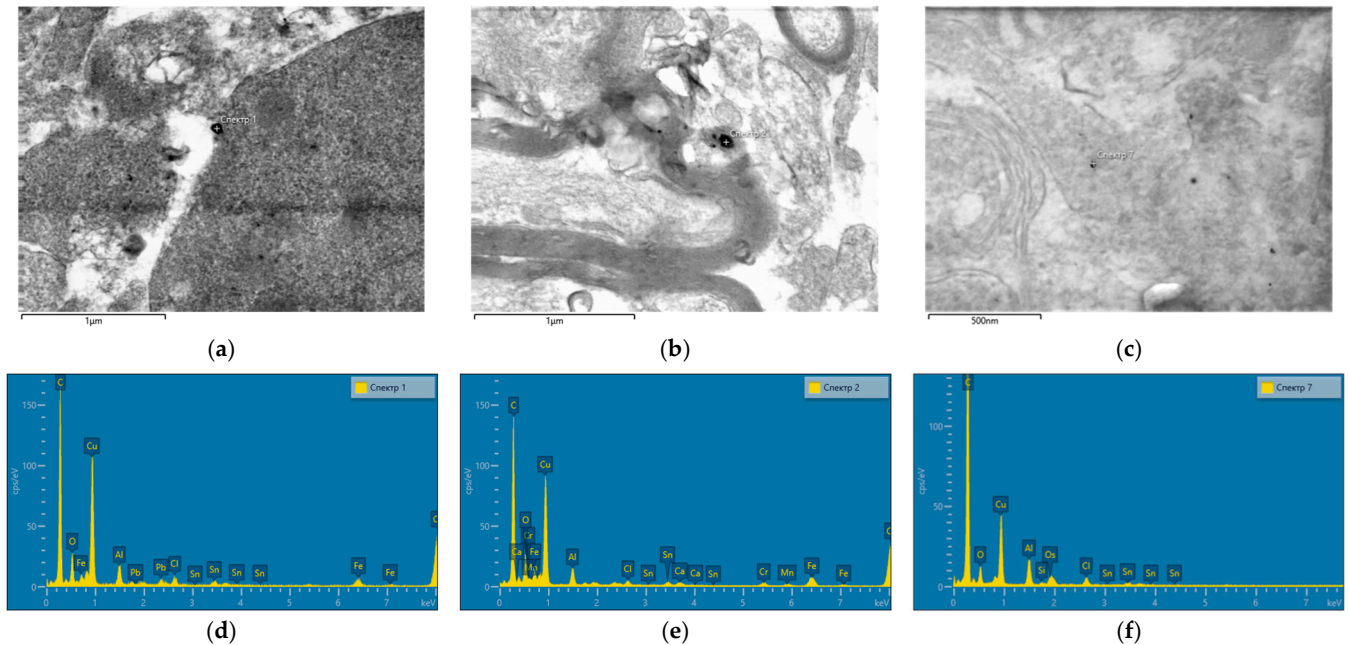 Спектр 1
1µm
Спектр 2
1µm
Спектр 7
500nm
(a)
(b)
(c)
Спектр 1
C
Cu
O
Fe
Al
Pb
Pb
Cl
Sn
Sn
Sn
Sn
Fe
Fe
C
150
100
50
0
cps/eV
0 1 2 3 4 5 6 7 keV
Спектр 2
C
Cu
O
Cr
Ca
Fe
Mn
Al
Cl
Sn
Sn
Ca
Ca
Sn
Cr
Mn
Fe
Fe
C
150
100
50
0
cps/eV
0 1 2 3 4 5 6 7 keV
Спектр 7
C
Cu
O
Al
Si
Os
Cl
Sn
Sn
Sn
Sn
100
50
0
cps/eV
0 1 2 3 4 5 6 7 keV
(d)
(e)
(f)